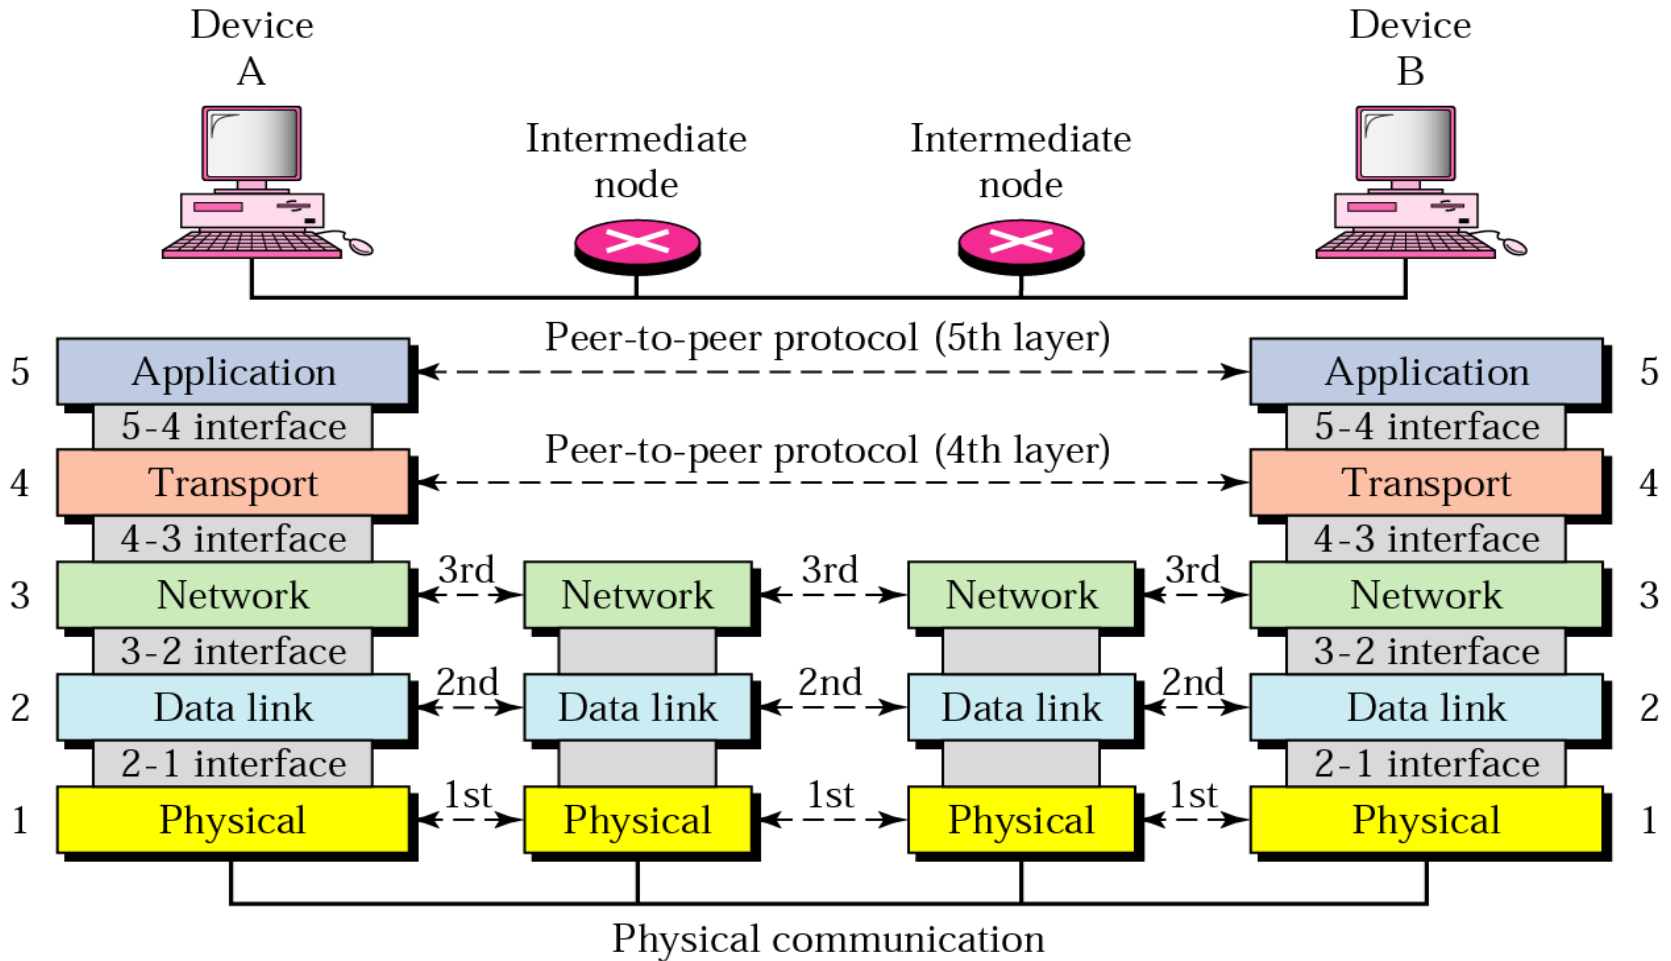 Device
A
Device
B
Intermediate
node
Intermediate
node
Peer-to-peer protocol (5th layer)
5
Application
Application
5
5-4 interface
5-4 interface
Peer-to-peer protocol (4th layer)
4
Transport
Transport
4
4-3 interface
4-3 interface
3
Network
3rd
Network
3rd
Network
3rd
Network
3
3-2 interface
3-2 interface
2
Data link
2nd
Data link
2nd
Data link
2nd
Data link
2
2-1 interface
2-1 interface
1
Physical
1st
Physical
1st
Physical
1st
Physical
1
Physical communication